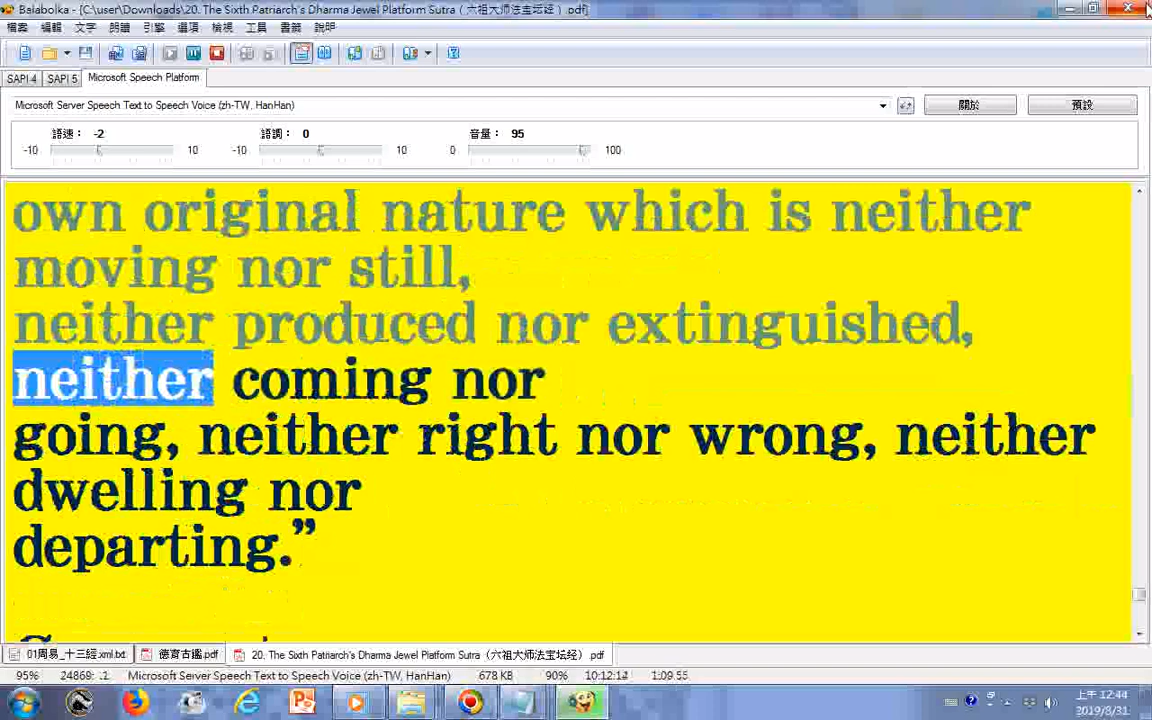 Balabolka - [C:\user\Downloads\20. The Sixth Patriarch's Dharma Jewel Platform Sutra（六祖大师法宝坛经）.pdf]
檔案 編輯 文字 朗讀 引擎 選項 檢視 工具 書籤 說明
SAPI 4 SAPI 5 Microsoft Speech Platform
Microsoft Server Speech Text to Speech Voice (zh-TW, HanHan) 關於 預設
語速： -2 語調： 0 音量： 95
-10 10 -10 10 0 100
own original nature which is neither
moving nor still,
neither produced nor extinguished,
neither coming nor
going, neither right nor wrong, neither
dwelling nor
departing.”
01周易_十三經.xml.txt 德育古鑑.pdf 20. The Sixth Patriarch's Dharma Jewel Platform Sutra（六祖大师法宝坛经）.pdf
95% 24869: .1 Microsoft Server Speech Text to Speech Voice (zh-TW, HanHan) 678 KB 90% 10:12:14 1:09.55
上午 12:44
2019/8/31